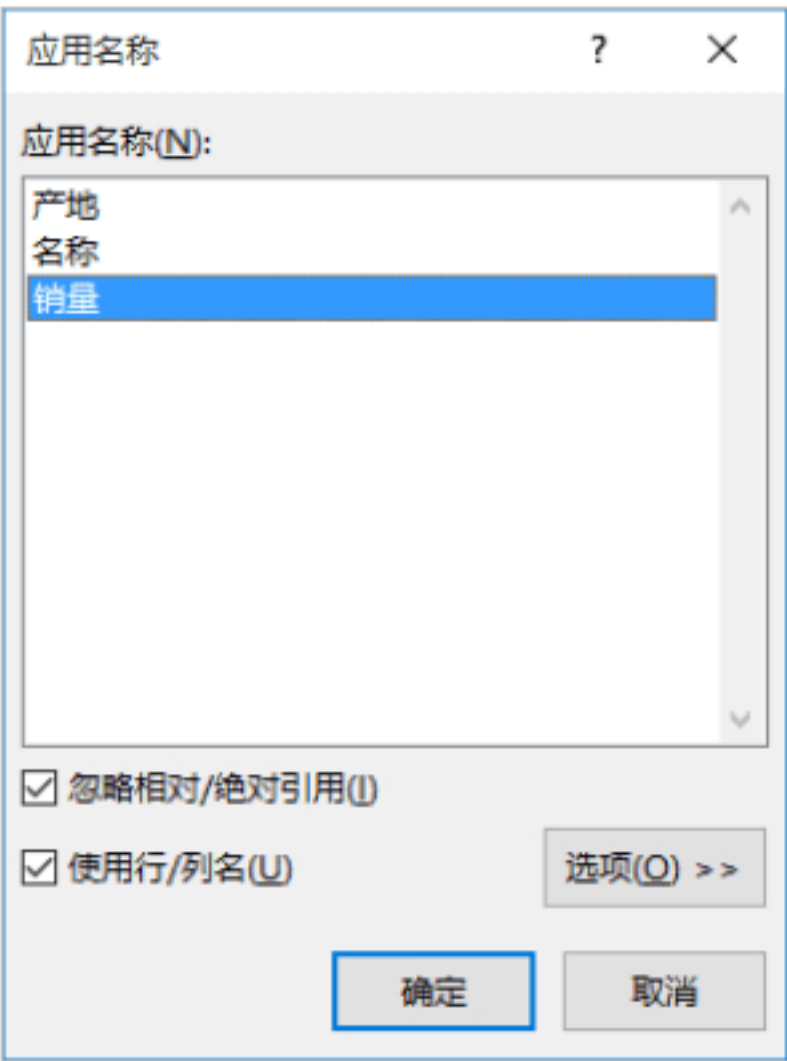 应用名称 ?
应用名称(N):
产地
名称
销量
忽略相对/绝对引用(I)
使用行/列名(U)
选项(O) >>
确定
取消